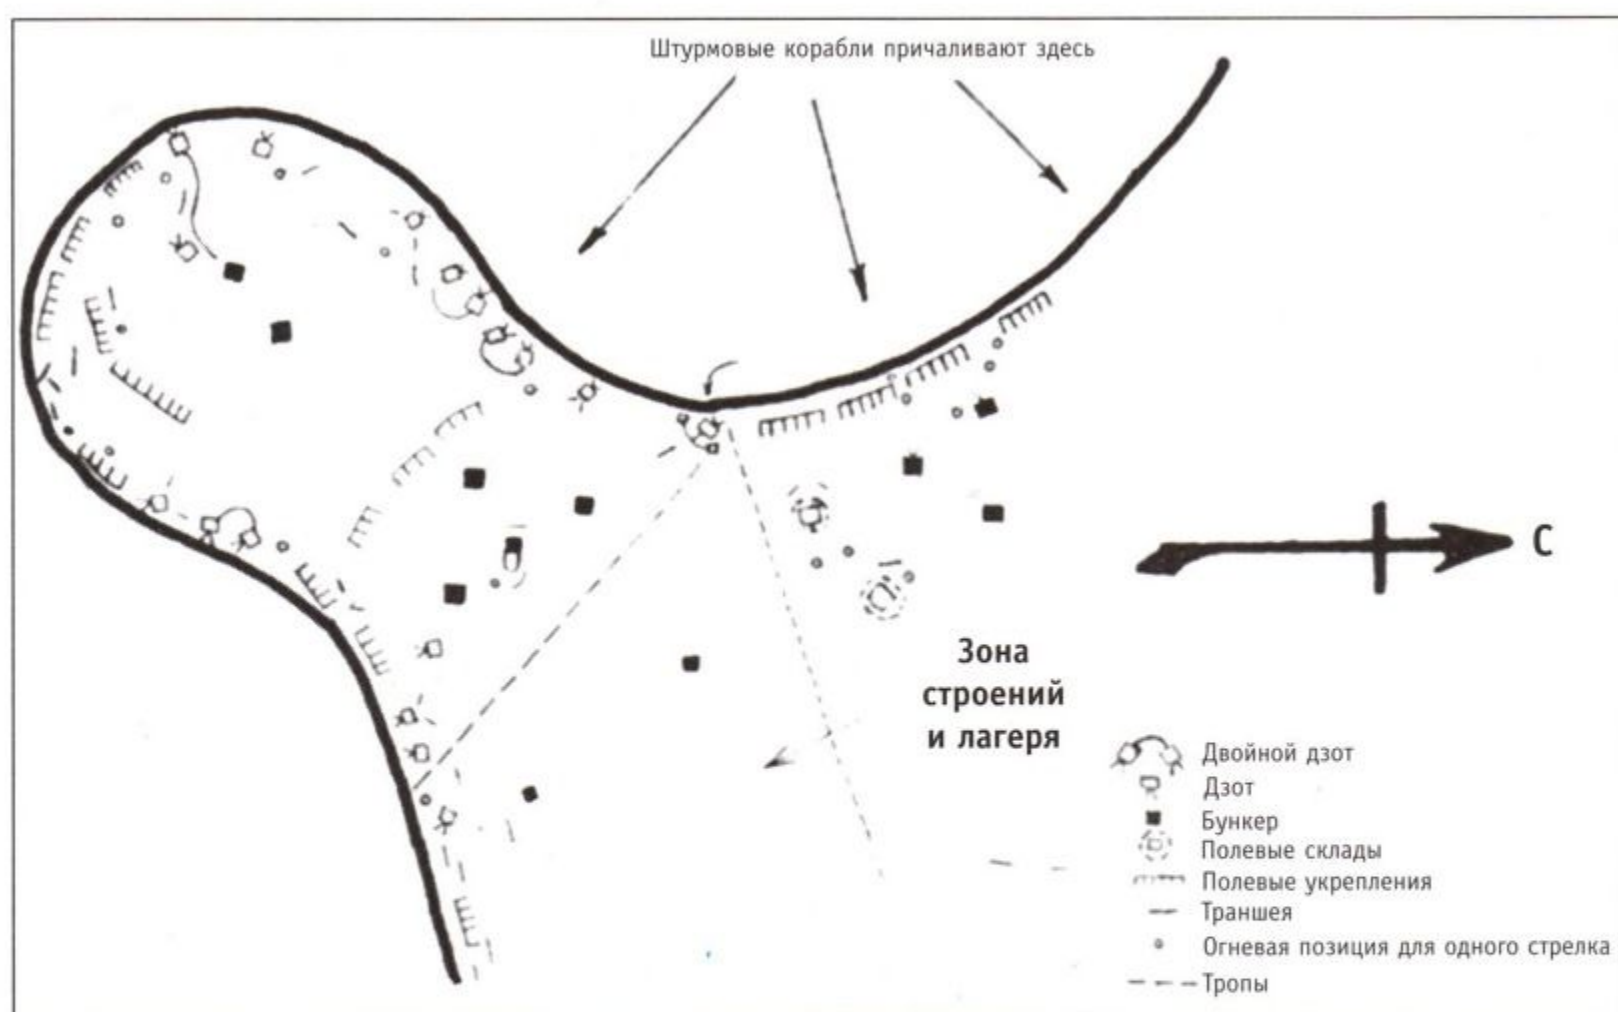 Штурмовые корабли причаливают здесь
С
Зона
строений
и лагеря
Двойной дзот
Дзот
Бункер
Полевые склады
Полевые укрепления
Траншея
Огневая позиция для одного стрелка
Тропы